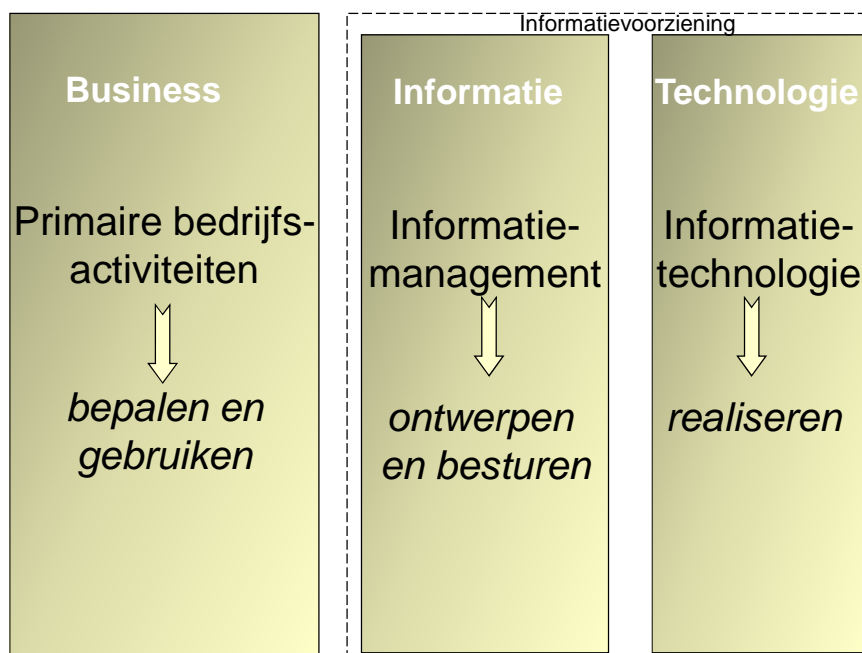 Informatievoorziening
Business
Primaire bedrijfs-
activiteiten
bepalen en
gebruiken
Informatie
Informatie-
management
ontwerpen
en besturen
Technologie
Informatie-
technologie
realiseren